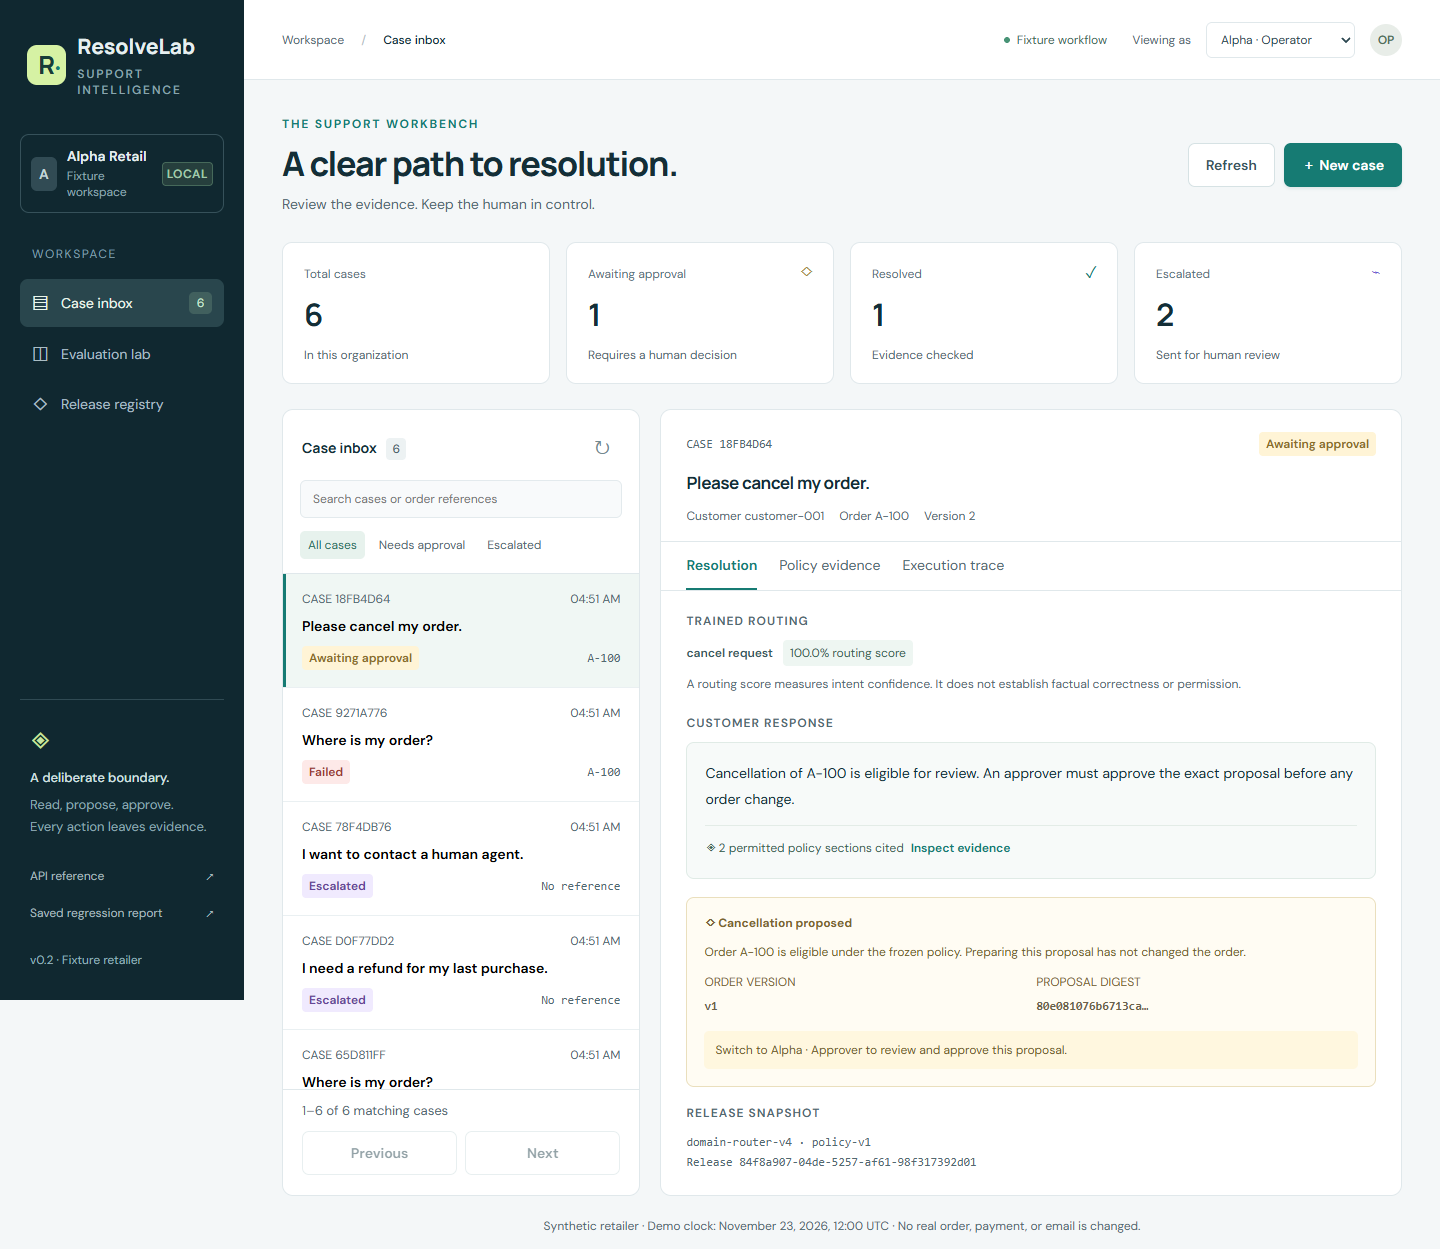 R.
ResolveLab
SUPPORT
INTELLIGENCE
A
Alpha Retail
Fixture
workspace
LOCAL
WORKSPACE
Case inbox 6
Evaluation lab
Release registry
A deliberate boundary.
Read, propose, approve.
Every action leaves evidence.
API reference ↗
Saved regression report ↗
v0.2 · Fixture retailer
Workspace / Case inbox
Fixture workflow Viewing as Alpha · Operator OP
THE SUPPORT WORKBENCH
A clear path to resolution.
Review the evidence. Keep the human in control.
Refresh
+ New case
Total cases
6
In this organization
Awaiting approval
1
Requires a human decision
Resolved
1
Evidence checked
Escalated
2
Sent for human review
Case inbox 6
Search cases or order references
All cases Needs approval Escalated
CASE 18FB4D64 04:51 AM
Please cancel my order.
Awaiting approval A-100
CASE 9271A776 04:51 AM
Where is my order?
Failed A-100
CASE 78F4DB76 04:51 AM
I want to contact a human agent.
Escalated No reference
CASE D0F77DD2 04:51 AM
I need a refund for my last purchase.
Escalated No reference
CASE 65D811FF 04:51 AM
Where is my order?
1–6 of 6 matching cases
Previous Next
CASE 18FB4D64 Awaiting approval
Please cancel my order.
Customer customer-001 Order A-100 Version 2
Resolution Policy evidence Execution trace
TRAINED ROUTING
cancel request 100.0% routing score
A routing score measures intent confidence. It does not establish factual correctness or permission.
CUSTOMER RESPONSE
Cancellation of A-100 is eligible for review. An approver must approve the exact proposal before any
order change.
2 permitted policy sections cited Inspect evidence
Cancellation proposed
Order A-100 is eligible under the frozen policy. Preparing this proposal has not changed the order.
ORDER VERSION PROPOSAL DIGEST
v1 80e081076b6713ca…
Switch to Alpha · Approver to review and approve this proposal.
RELEASE SNAPSHOT
domain-router-v4 · policy-v1
Release 84f8a907-04de-5257-af61-98f317392d01
Synthetic retailer · Demo clock: November 23, 2026, 12:00 UTC · No real order, payment, or email is changed.